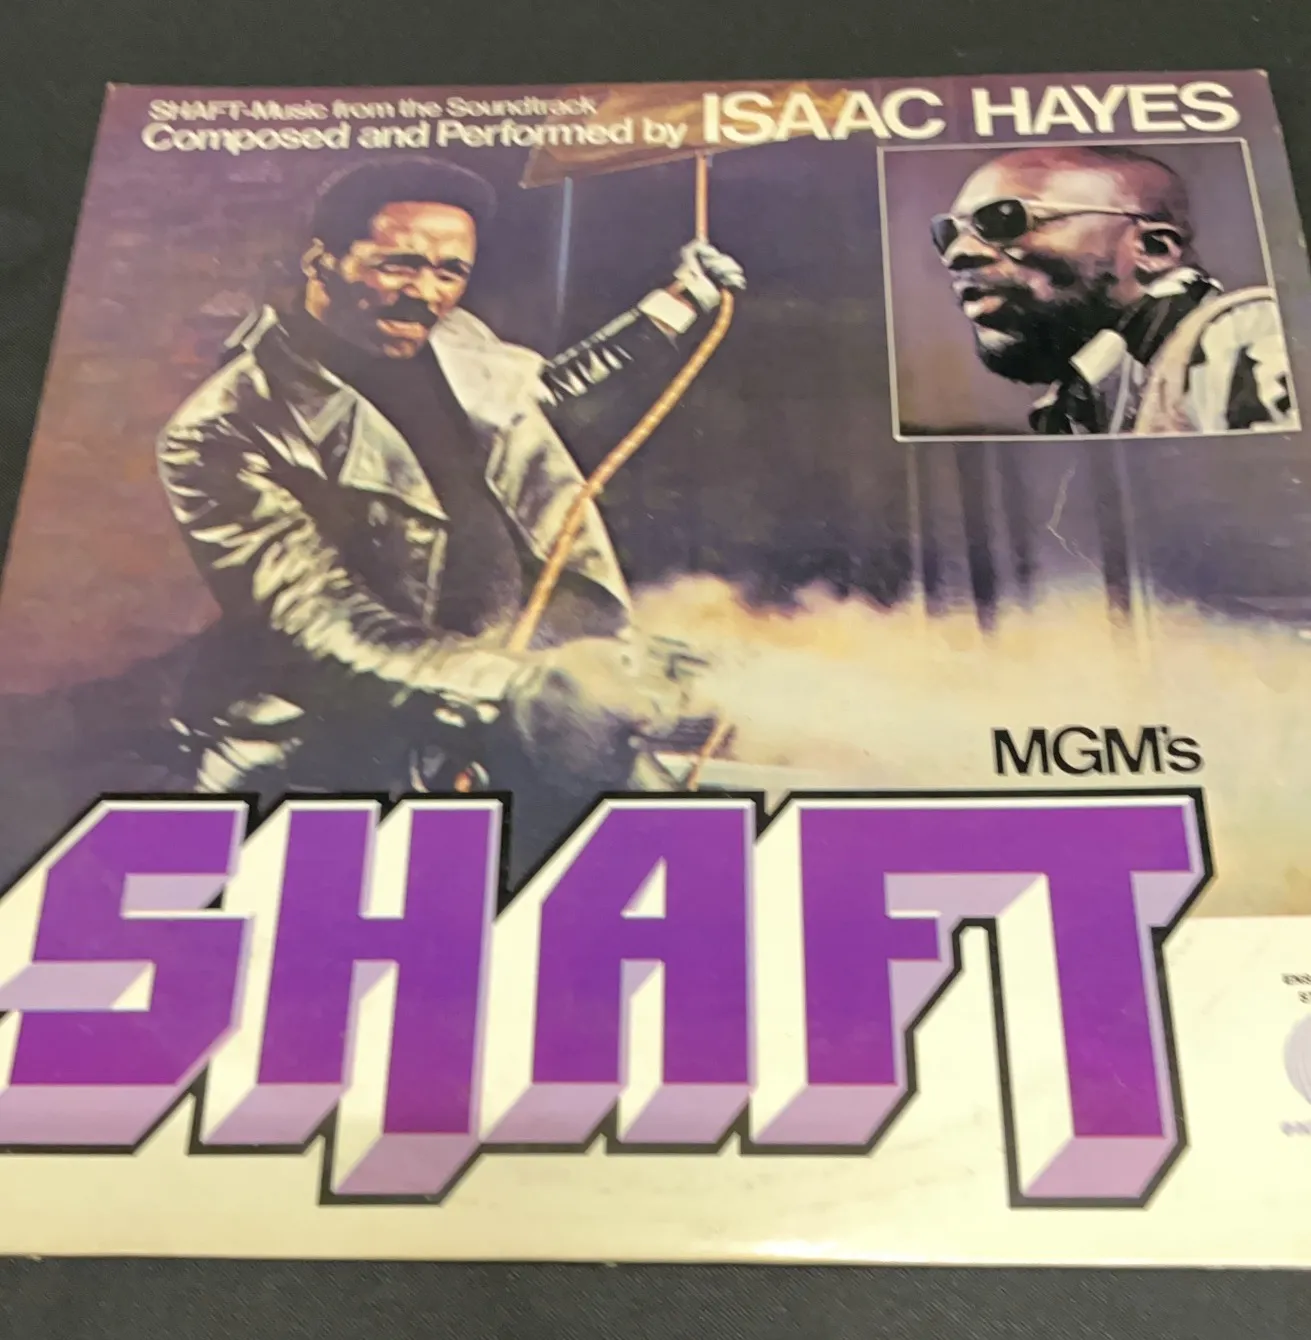 SHAFT-Music from the Soundtrack
Composed and Performed by ISAAC HAYES
MGM's
SHAFT